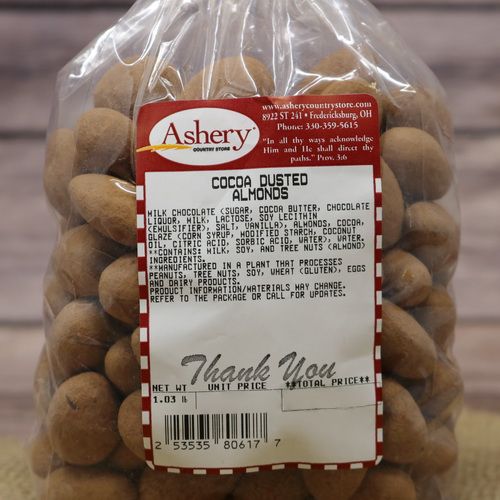 Ashery
COUNTRY STORE
www.asherycountrystore.com
8922 ST 241 • Fredericksburg, OH
Phone: 330-359-5615
"In all thy ways acknowledge
Him and He shall direct thy
paths." Prov. 3:6
COCOA DUSTED
ALMONDS
MILK CHOCOLATE (SUGAR, COCOA BUTTER, CHOCOLATE
LIQUOR, MILK, LACTOSE, SOY LECITHIN
(EMULSIFIER), SALT, VANILLA), ALMONDS, COCOA,
GLAZE (CORN SYRUP, MODIFIED STARCH, COCONUT
OIL, CITRIC ACID, SORBIC ACID, WATER), WATER.
**CONTAINS MILK, SOY, AND TREE NUTS (ALMOND)
INGREDIENTS.
**MANUFACTURED IN A PLANT THAT PROCESSES
PEANUTS, TREE NUTS, SOY, WHEAT (GLUTEN), EGGS
AND DAIRY PRODUCTS.
PRODUCT INFORMATION/MATERIALS MAY CHANGE.
REFER TO THE PACKAGE OR CALL FOR UPDATES.
Thank You
NET WT UNIT PRICE **TOTAL PRICE**
1.03 lb
2 53535 80617 7